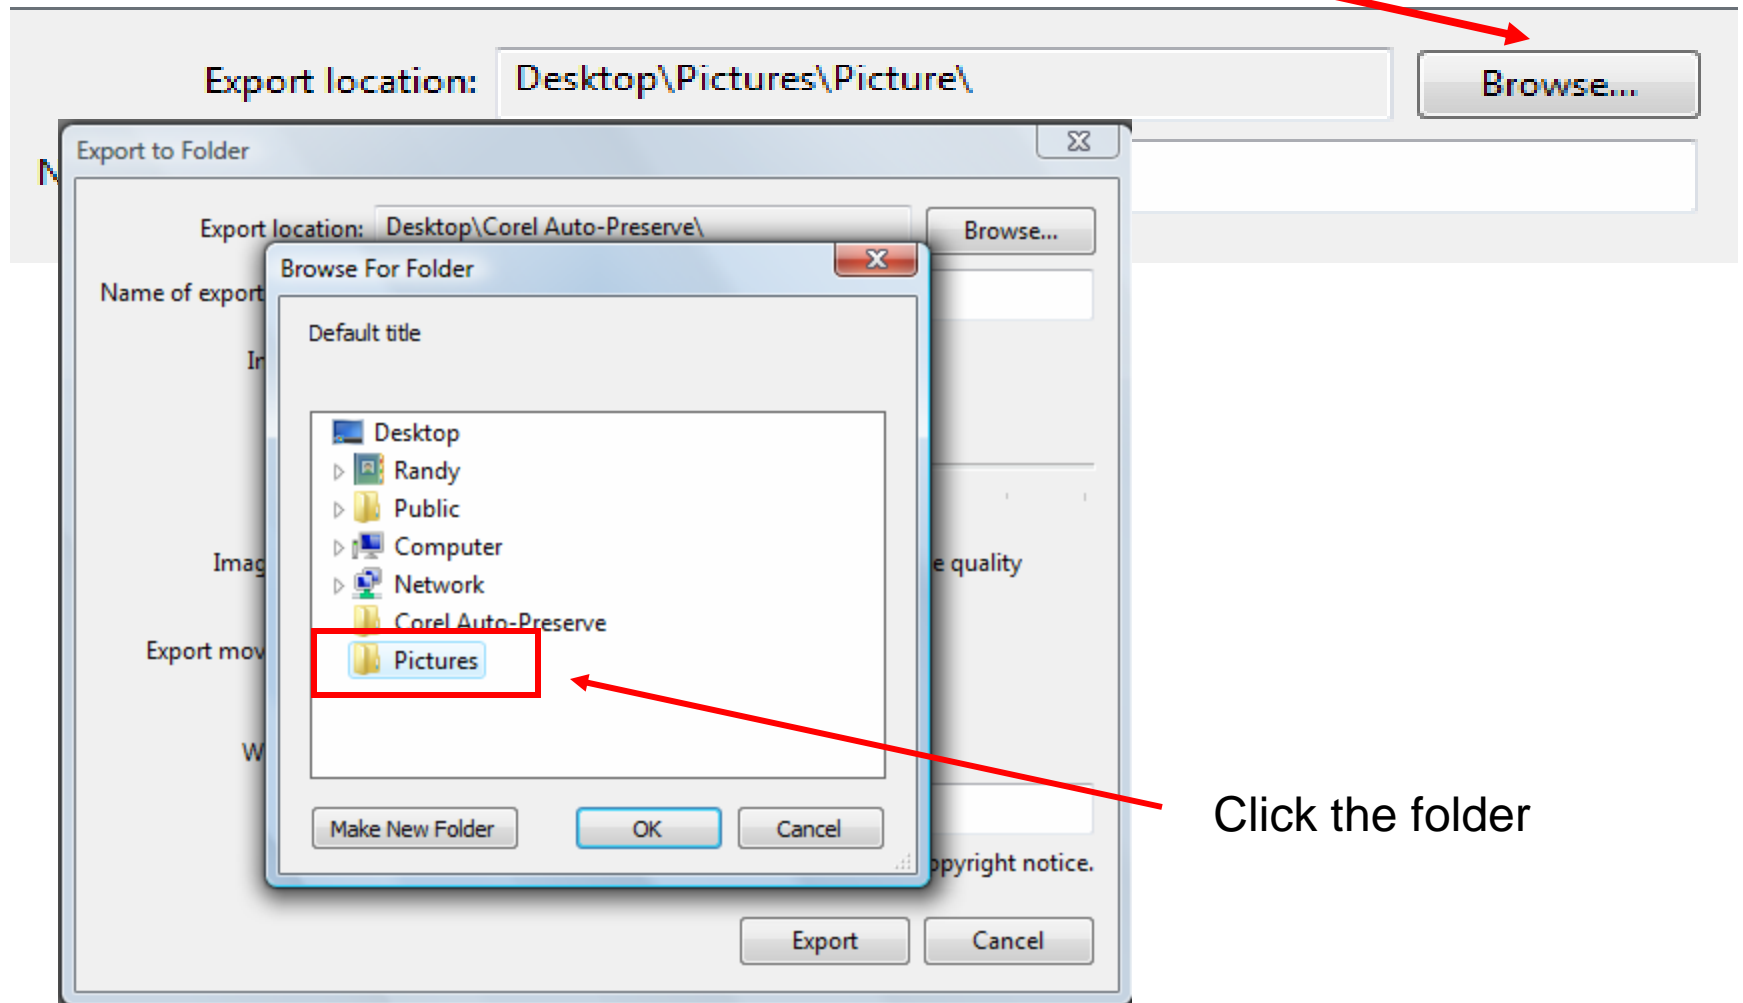 Export location: Desktop\Pictures\Picture\ Browse...
N
Export to Folder
Export location: Desktop\Corel Auto-Preserve\ Browse...
Browse For Folder
Name of export
Default title
Desktop
Randy
Public
Computer
Network
Imag
e quality
Corel Auto-Preserve
Export mov
Pictures
W
Click the folder
Make New Folder OK Cancel
opyright notice.
Export Cancel